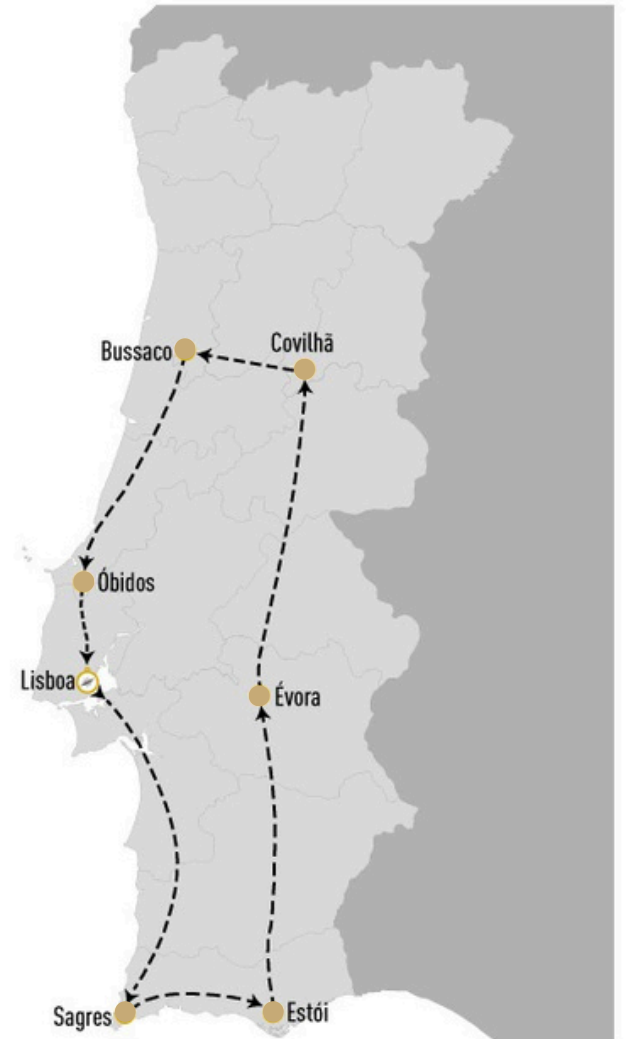 Covilhã
Bussaco
Óbidos
Lisboa
Évora
Sagres
Estói